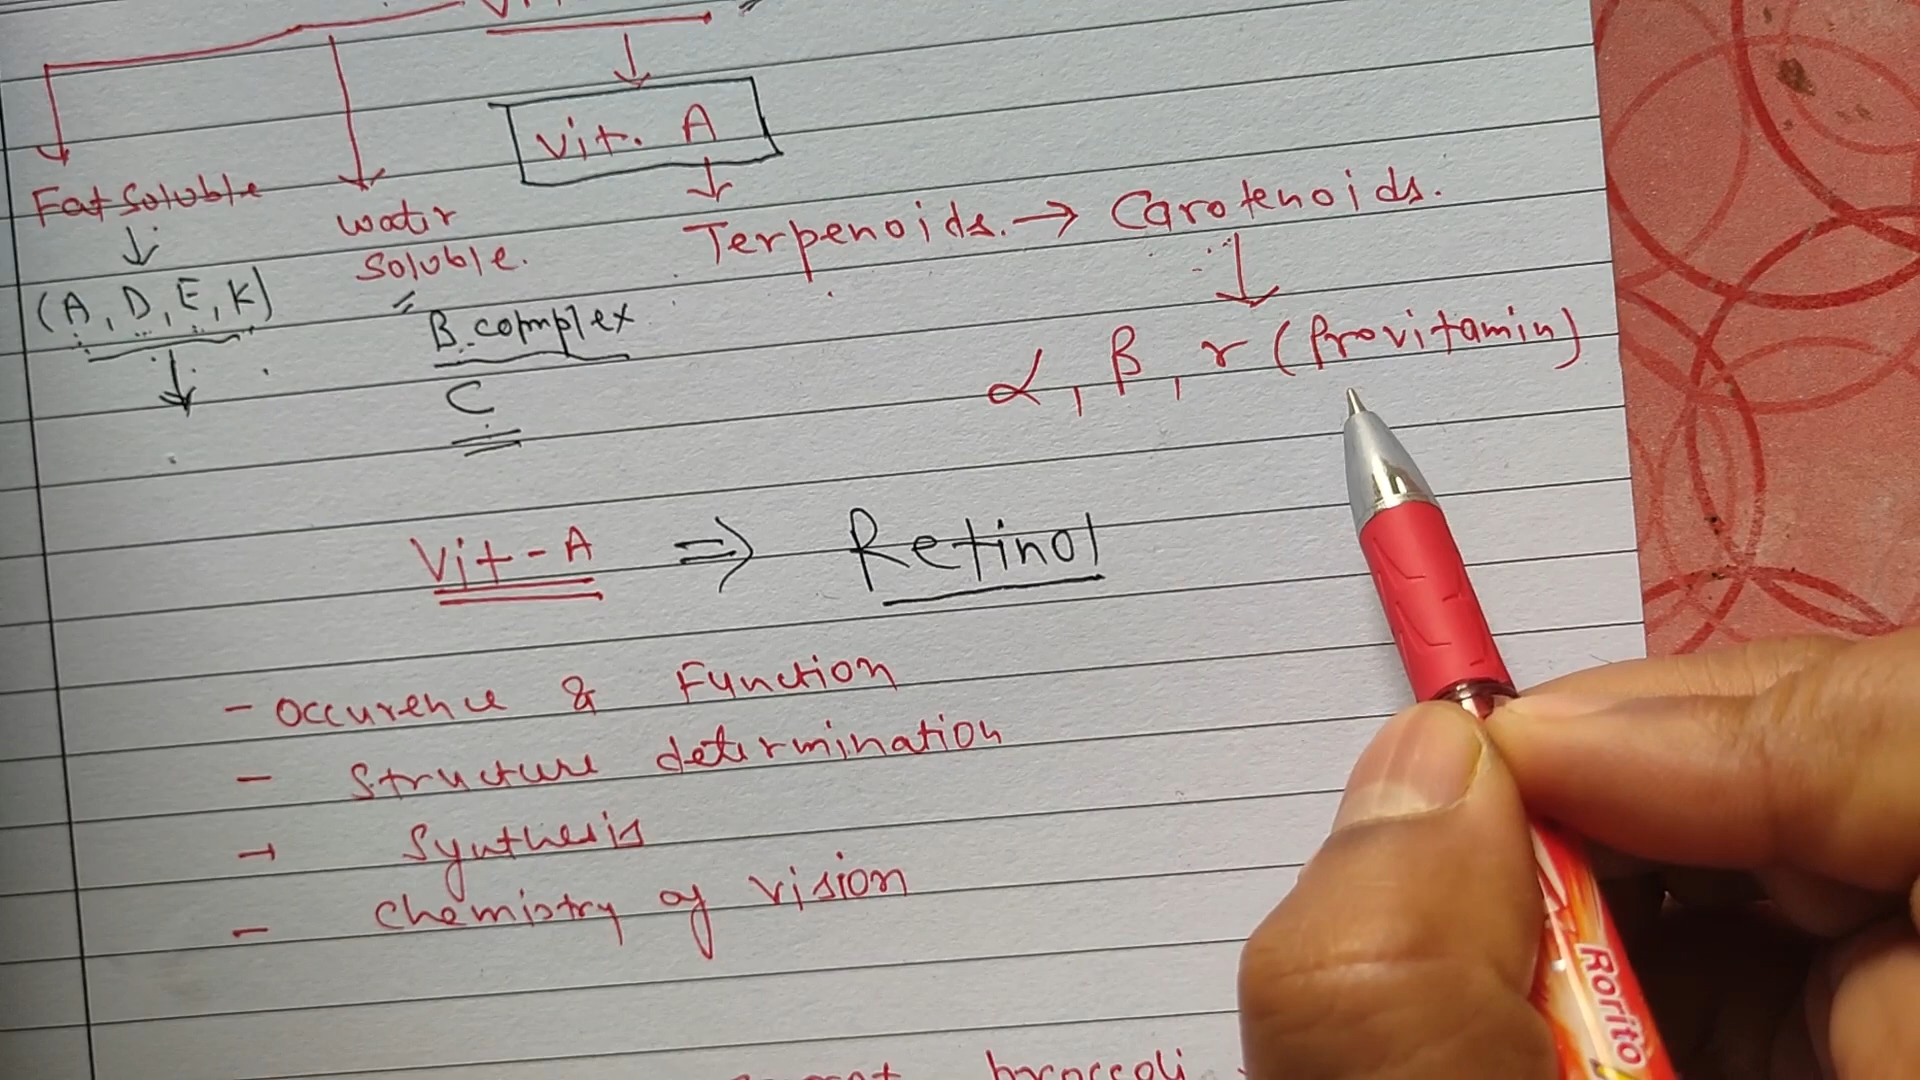 Vit. A
Fat Soluble
water
soluble.
Terpenoids. → Carotenoids.
(A, D, E, K)
B complex
C
α, β, r (Provitamin)
Vit-A ⇒ Retinol
- Occurence & Function
- Structure determination
- Synthesis
- Chemistry of vision
broccoli
Rorito